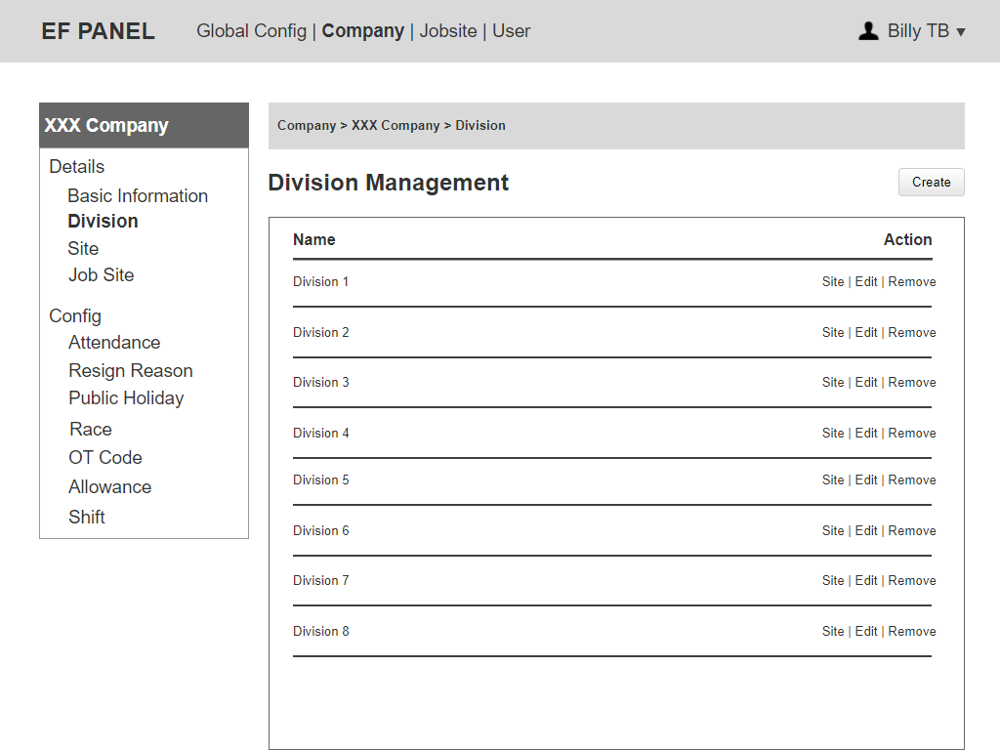 EF PANEL Global Config | Company | Jobsite | User Billy TB ▼
XXX Company
Details
Basic Information
Division
Site
Job Site
Config
Attendance
Resign Reason
Public Holiday
Race
OT Code
Allowance
Shift
Company > XXX Company > Division
Division Management Create
Name Action
Division 1 Site | Edit | Remove
Division 2 Site | Edit | Remove
Division 3 Site | Edit | Remove
Division 4 Site | Edit | Remove
Division 5 Site | Edit | Remove
Division 6 Site | Edit | Remove
Division 7 Site | Edit | Remove
Division 8 Site | Edit | Remove